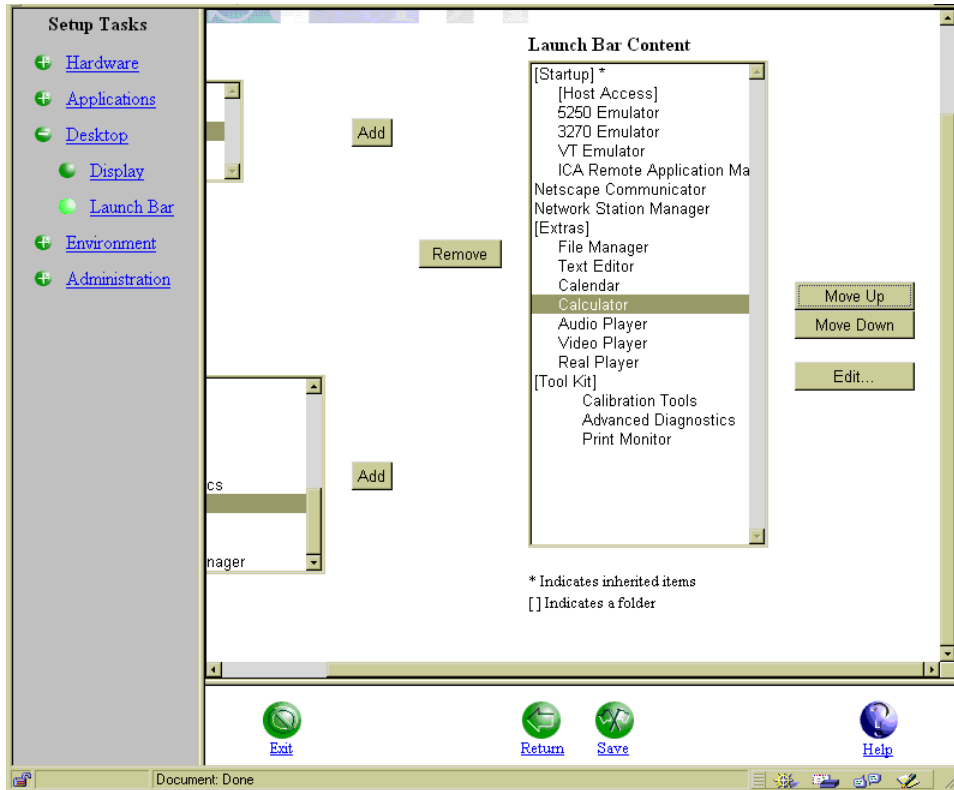 Setup Tasks
Hardware
Applications
Desktop
Display
Launch Bar
Environment
Administration
Add
Remove
cs
Add
nager
Launch Bar Content
[Startup] *
[Host Access]
5250 Emulator
3270 Emulator
VT Emulator
ICA Remote Application Ma
Netscape Communicator
Network Station Manager
[Extras]
File Manager
Text Editor
Calendar
Calculator
Audio Player
Video Player
Real Player
[Tool Kit]
Calibration Tools
Advanced Diagnostics
Print Monitor
* Indicates inherited items
[ ] Indicates a folder
Move Up
Move Down
Edit...
Exit
Return
Save
Help
Document: Done